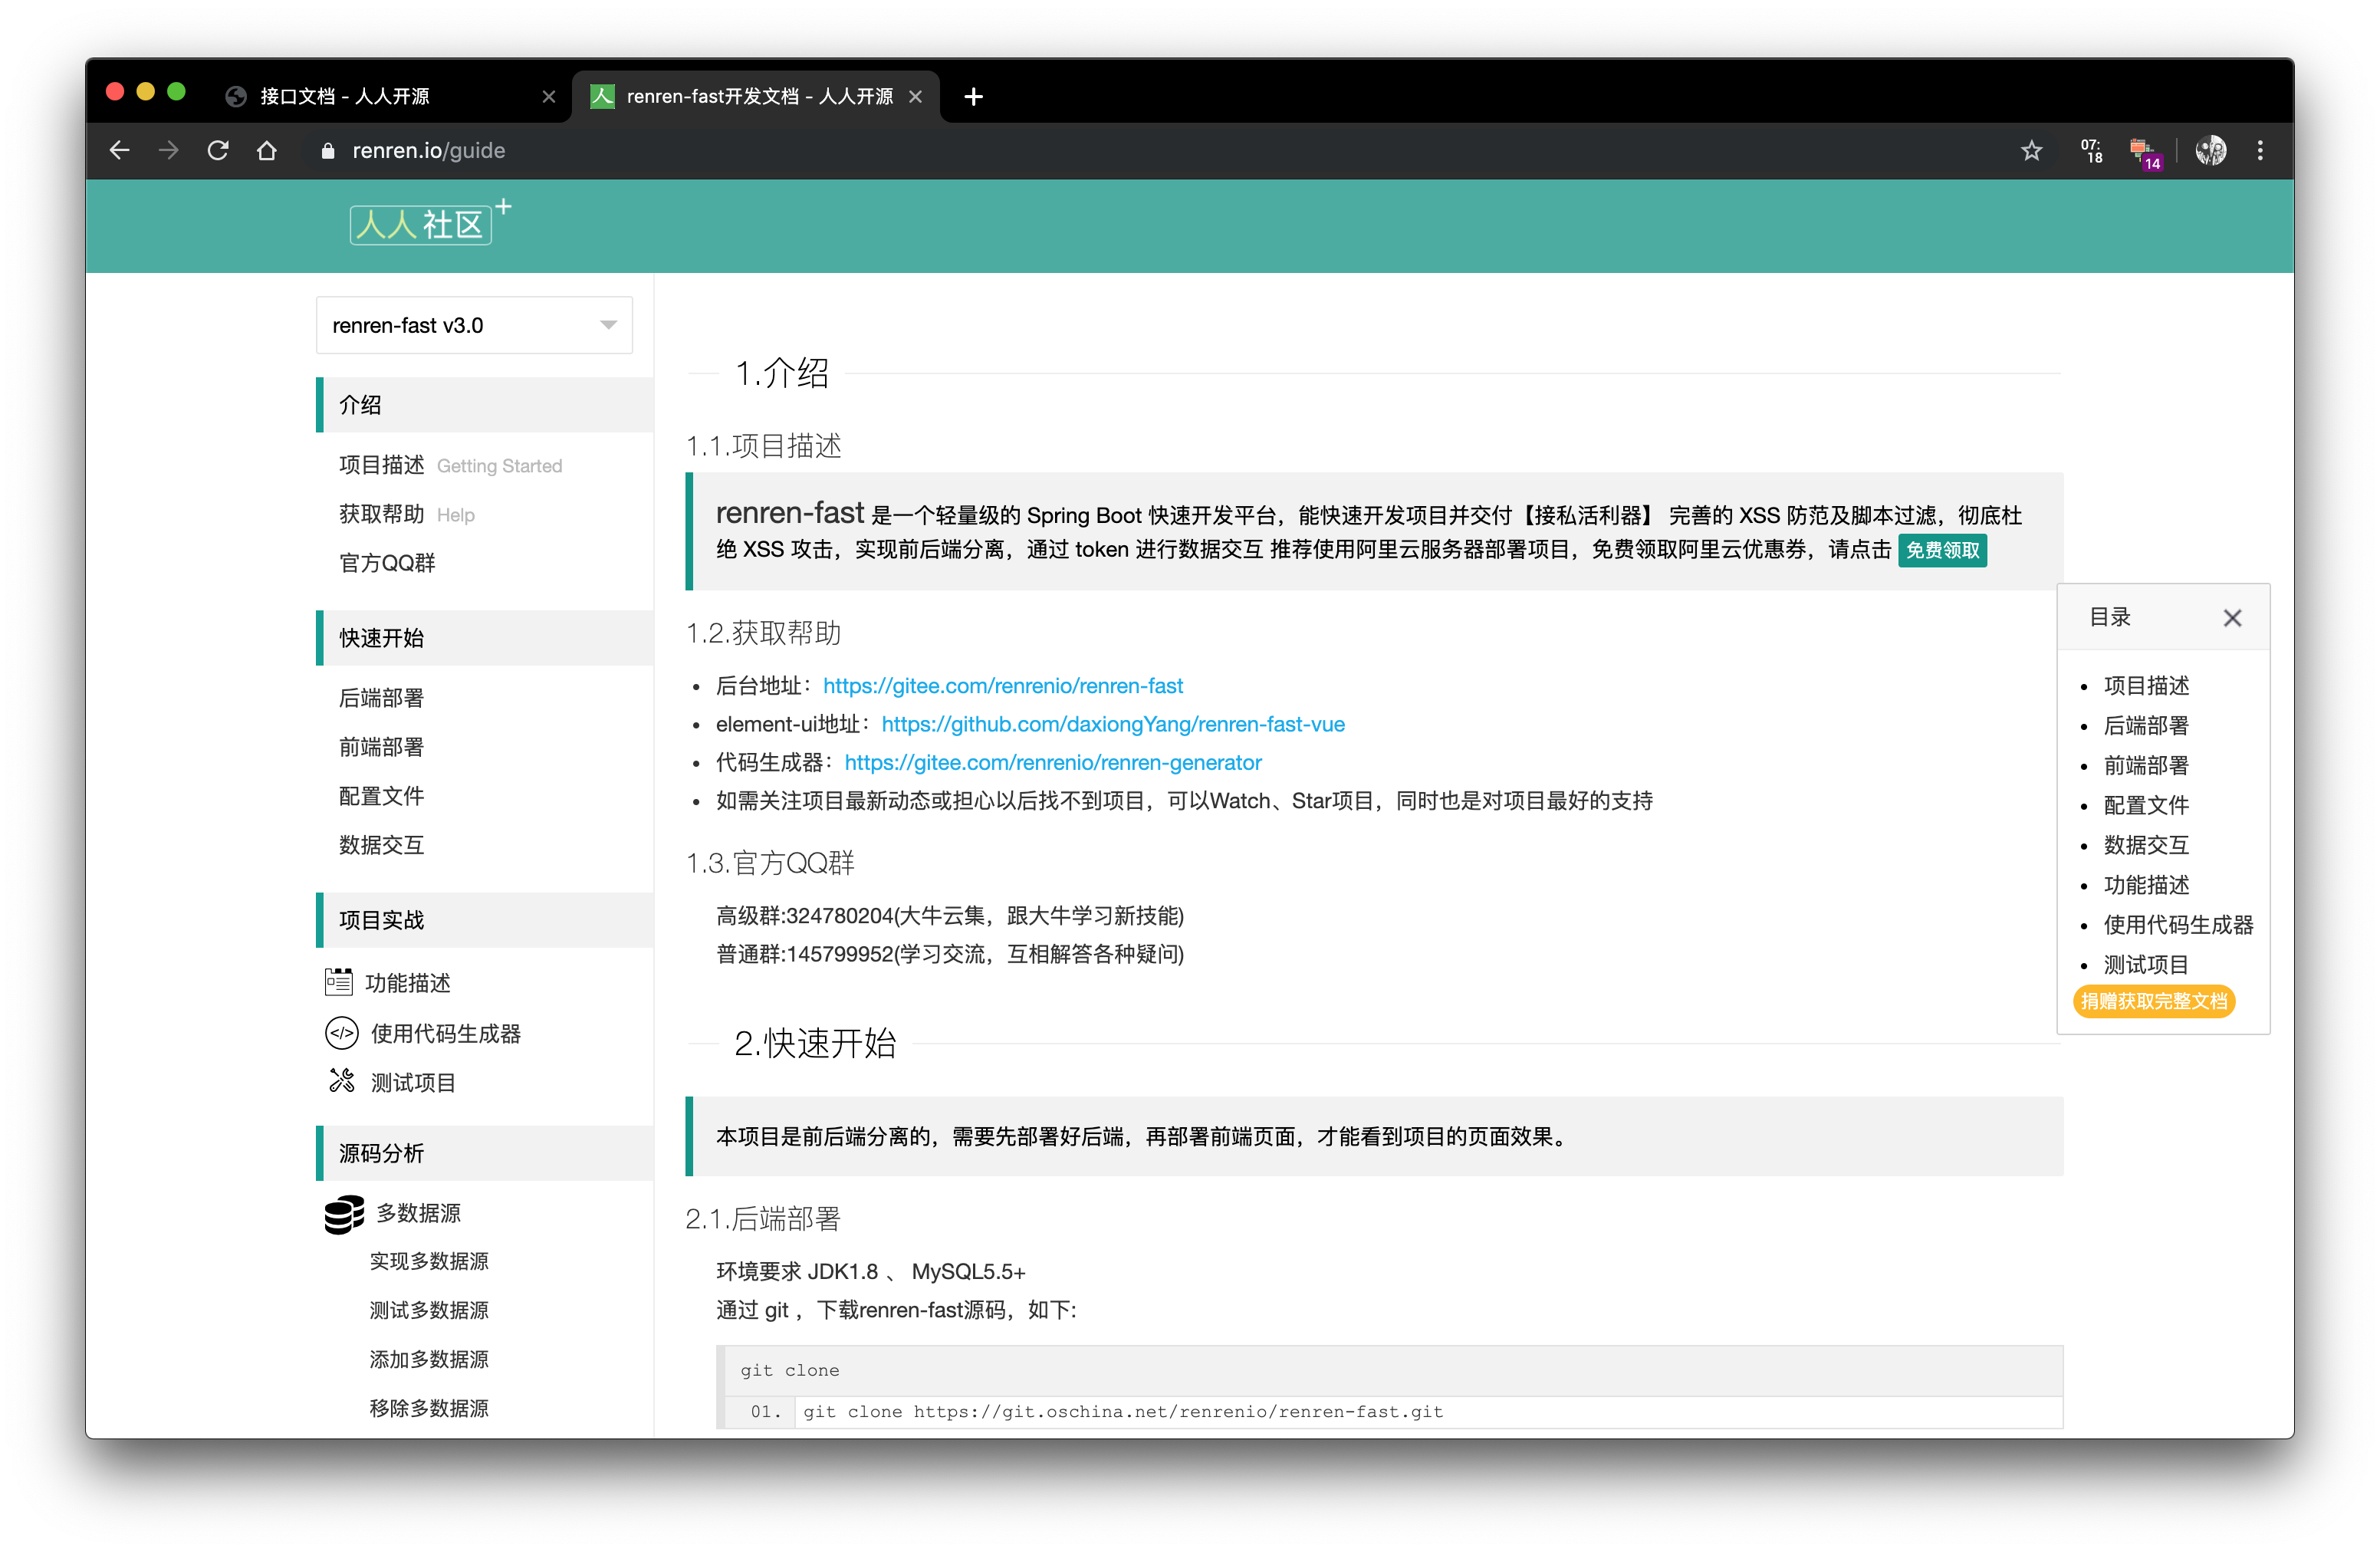 接口文档 - 人人开源
renren-fast开发文档 - 人人开源
renren.io/guide
07:
18
14
人人社区+
renren-fast v3.0
介绍
项目描述 Getting Started
获取帮助 Help
官方QQ群
快速开始
后端部署
前端部署
配置文件
数据交互
项目实战
功能描述
</> 使用代码生成器
测试项目
源码分析
多数据源
实现多数据源
测试多数据源
添加多数据源
移除多数据源
1.介绍
1.1.项目描述
renren-fast 是一个轻量级的 Spring Boot 快速开发平台，能快速开发项目并交付【接私活利器】 完善的 XSS 防范及脚本过滤，彻底杜
绝 XSS 攻击，实现前后端分离，通过 token 进行数据交互 推荐使用阿里云服务器部署项目，免费领取阿里云优惠券，请点击 免费领取
1.2.获取帮助
• 后台地址：https://gitee.com/renrenio/renren-fast
• element-ui地址：https://github.com/daxiongYang/renren-fast-vue
• 代码生成器：https://gitee.com/renrenio/renren-generator
• 如需关注项目最新动态或担心以后找不到项目，可以Watch、Star项目，同时也是对项目最好的支持
1.3.官方QQ群
高级群:324780204(大牛云集，跟大牛学习新技能)
普通群:145799952(学习交流，互相解答各种疑问)
2.快速开始
本项目是前后端分离的，需要先部署好后端，再部署前端页面，才能看到项目的页面效果。
2.1.后端部署
环境要求 JDK1.8 、 MySQL5.5+
通过 git ，下载renren-fast源码，如下:
git clone
01. git clone https://git.oschina.net/renrenio/renren-fast.git
目录
• 项目描述
• 后端部署
• 前端部署
• 配置文件
• 数据交互
• 功能描述
• 使用代码生成器
• 测试项目
捐赠获取完整文档